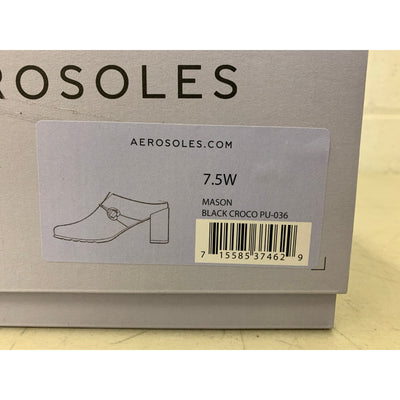 ROSOLES
AEROSOLES.COM
7.5W
MASON
BLACK CROCO PU-036
7 15585 37462 9